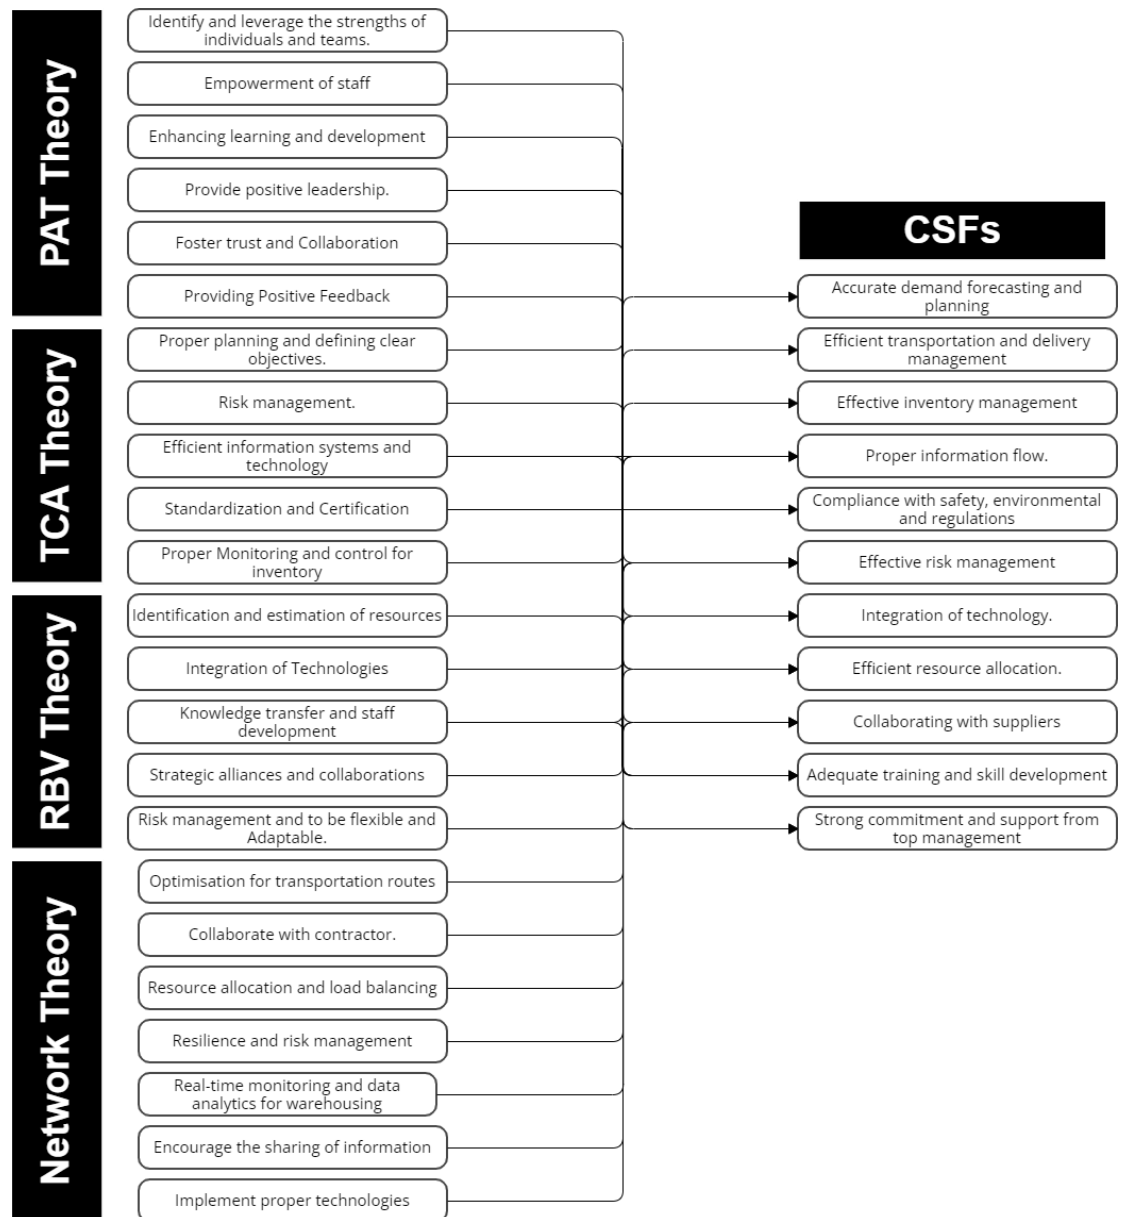 PAT Theory
Identify and leverage the strengths of
individuals and teams.
Empowerment of staff
Enhancing learning and development
Provide positive leadership.
Foster trust and Collaboration
Providing Positive Feedback
TCA Theory
Proper planning and defining clear
objectives.
Risk management.
Efficient information systems and
technology
Standardization and Certification
Proper Monitoring and control for
inventory
RBV Theory
Identification and estimation of resources
Integration of Technologies
Knowledge transfer and staff
development
Strategic alliances and collaborations
Risk management and to be flexible and
Adaptable.
Network Theory
Optimisation for transportation routes
Collaborate with contractor.
Resource allocation and load balancing
Resilience and risk management
Real-time monitoring and data
analytics for warehousing
Encourage the sharing of information
Implement proper technologies
CSFs
Accurate demand forecasting and
planning
Efficient transportation and delivery
management
Effective inventory management
Proper information flow.
Compliance with safety, environmental
and regulations
Effective risk management
Integration of technology.
Efficient resource allocation.
Collaborating with suppliers
Adequate training and skill development
Strong commitment and support from
top management